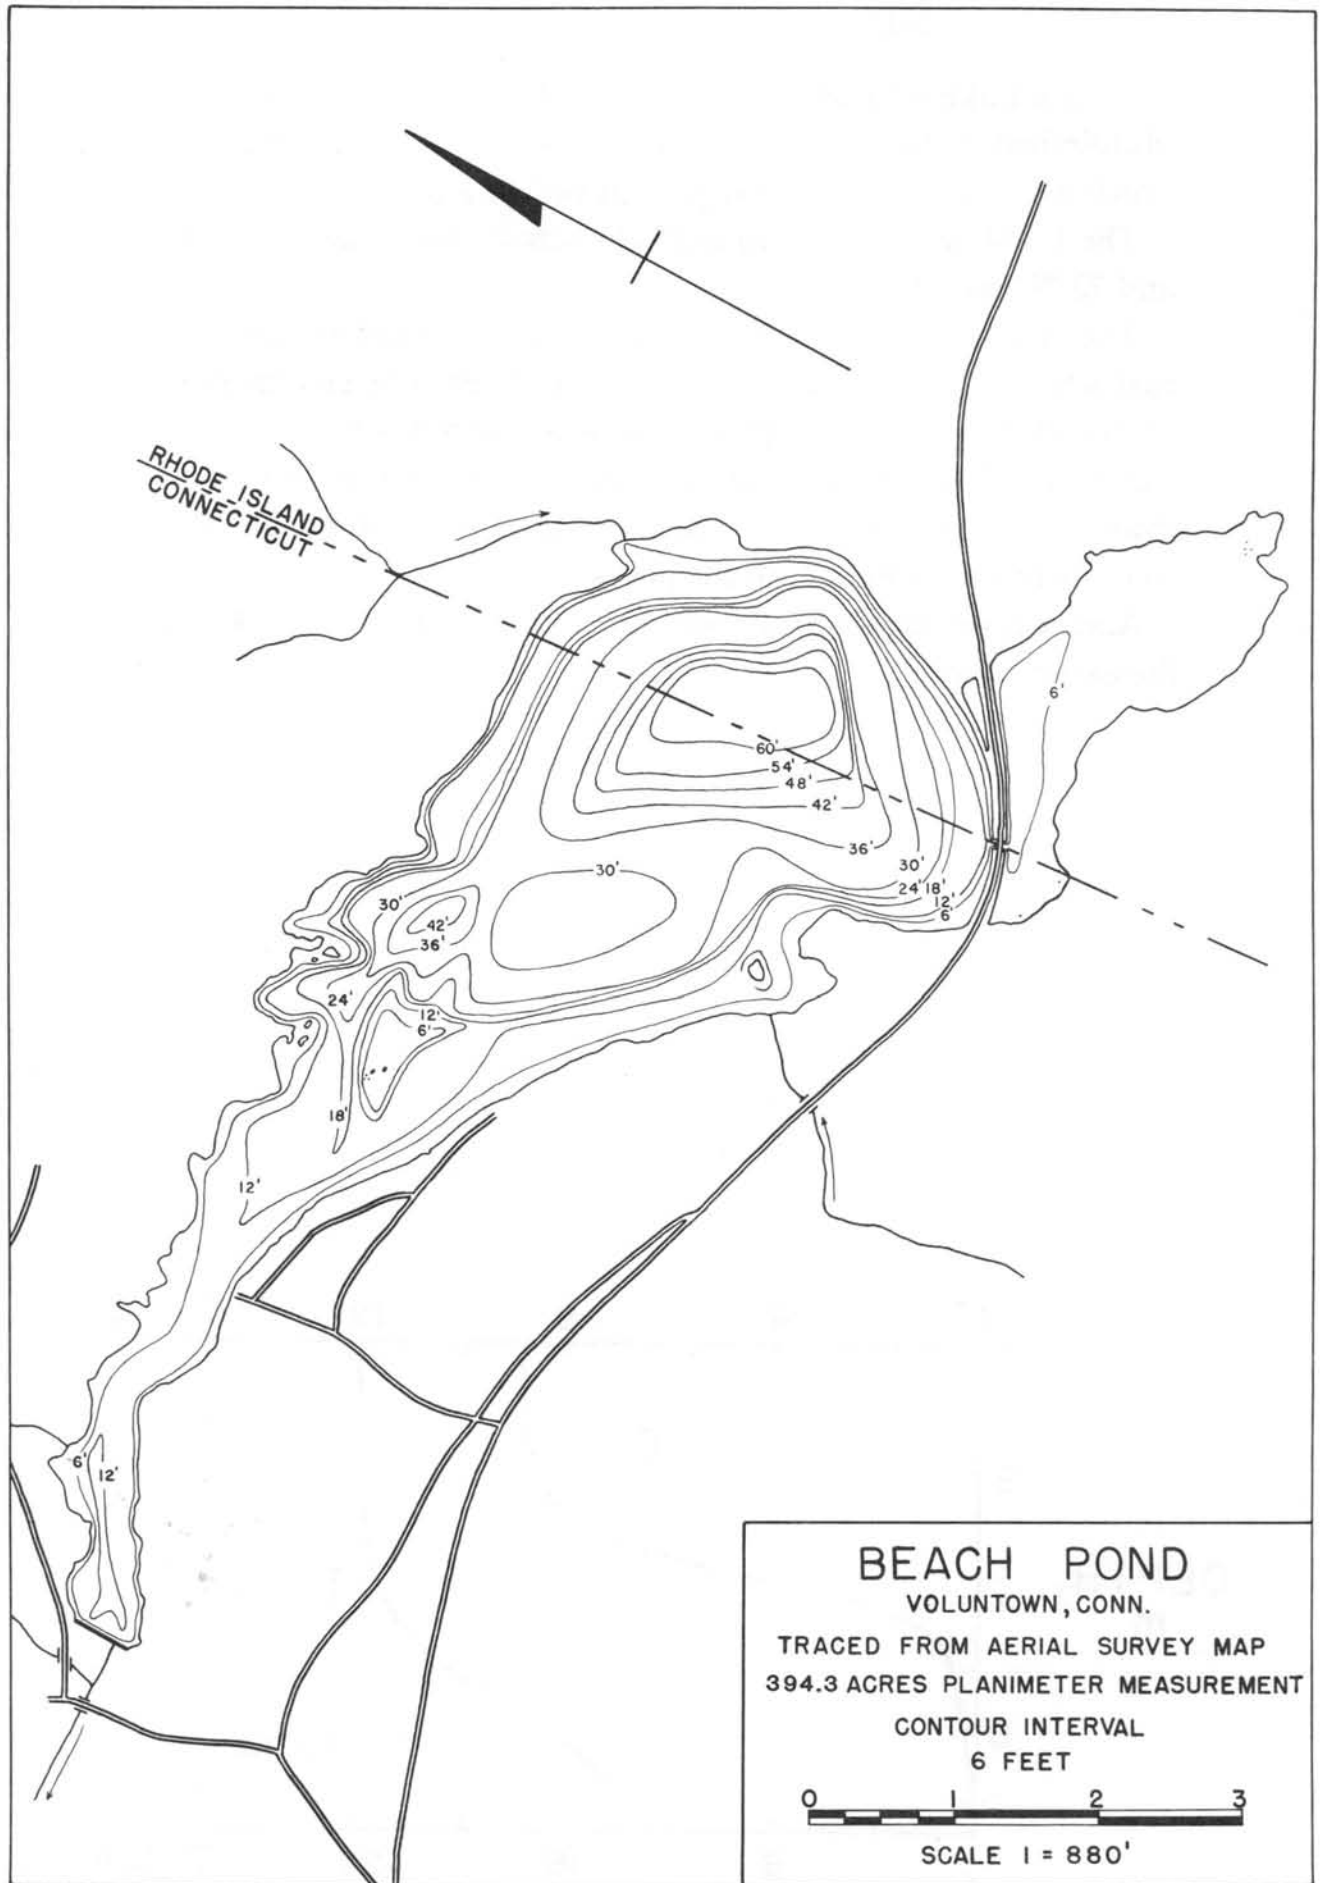 RHODE ISLAND
CONNECTICUT
6'
60'
54'
48'
42'
36'
30'
30'
24' 18'
12'
6'
30'
42'
36'
24'
12'
6'
18'
12'
6'
12'
BEACH POND
VOLUNTOWN, CONN.
TRACED FROM AERIAL SURVEY MAP
394.3 ACRES PLANIMETER MEASUREMENT
CONTOUR INTERVAL
6 FEET
0 1 2 3
SCALE 1 = 880'